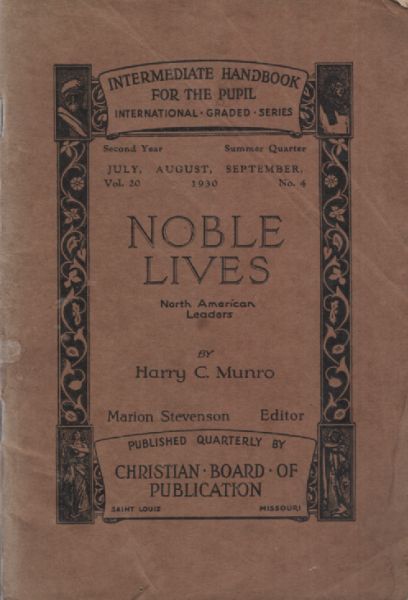 INTERMEDIATE HANDBOOK
FOR THE PUPIL
INTERNATIONAL · GRADED · SERIES
Second Year Summer Quarter
JULY, AUGUST, SEPTEMBER,
Vol. 20 1930 No. 4
NOBLE
LIVES
North American
Leaders
BY
Harry C. Munro
Marion Stevenson Editor
PUBLISHED QUARTERLY BY
CHRISTIAN · BOARD · OF
PUBLICATION
SAINT LOUIS MISSOURI